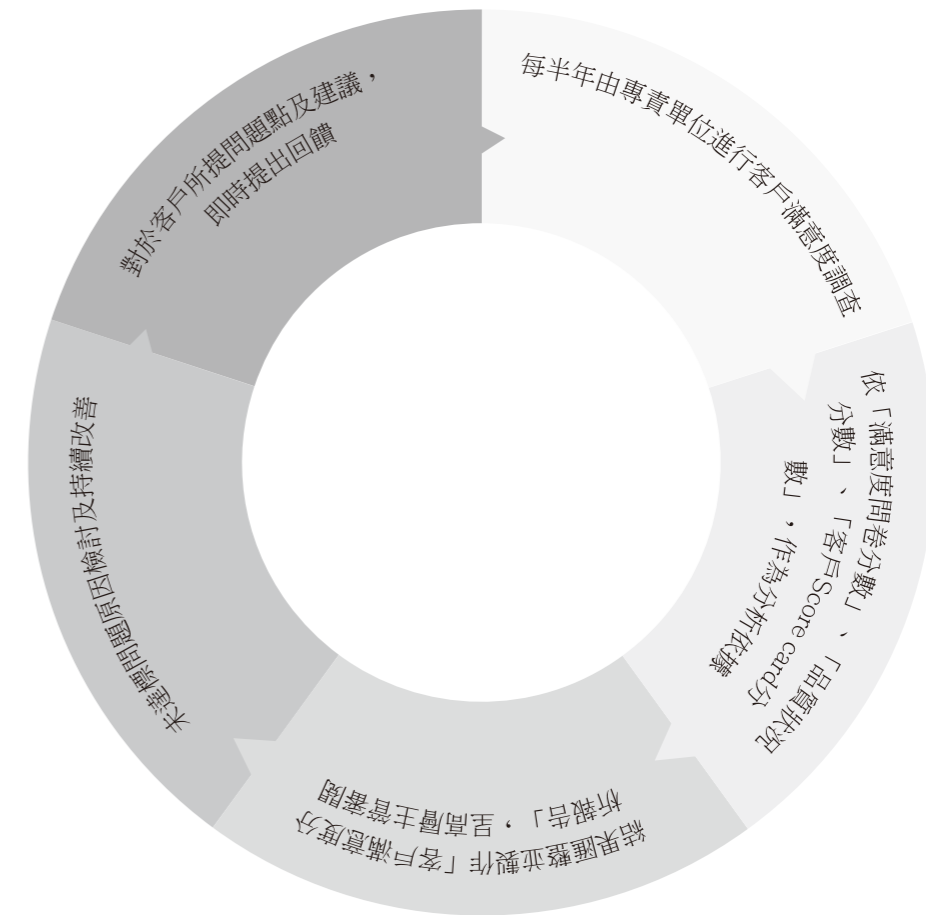 每半年由專責單位進行客戶滿意度調查
依「滿意度問卷分數」、「品質狀況
分數」、「客戶Score card分
數」，作為分析依據
結果匯整並製作「客戶滿意度分
析報告」，呈高層主管審閱
未達標問題原因檢討及持續改善
對於客戶所提問題點及建議，
即時提出回饋